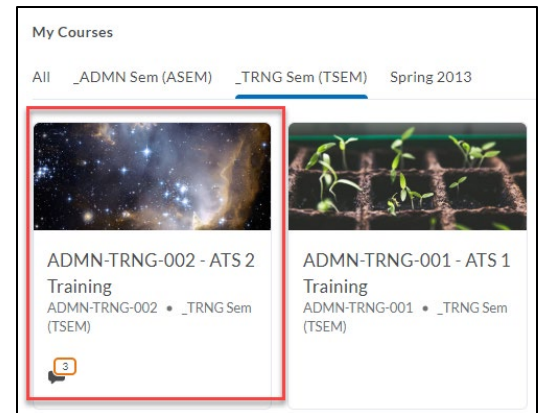 My Courses
All _ADMN Sem (ASEM) _TRNG Sem (TSEM) Spring 2013
ADMN-TRNG-002 - ATS 2
Training
ADMN-TRNG-002 • _TRNG Sem
(TSEM)
3
ADMN-TRNG-001 - ATS 1
Training
ADMN-TRNG-001 • _TRNG Sem
(TSEM)